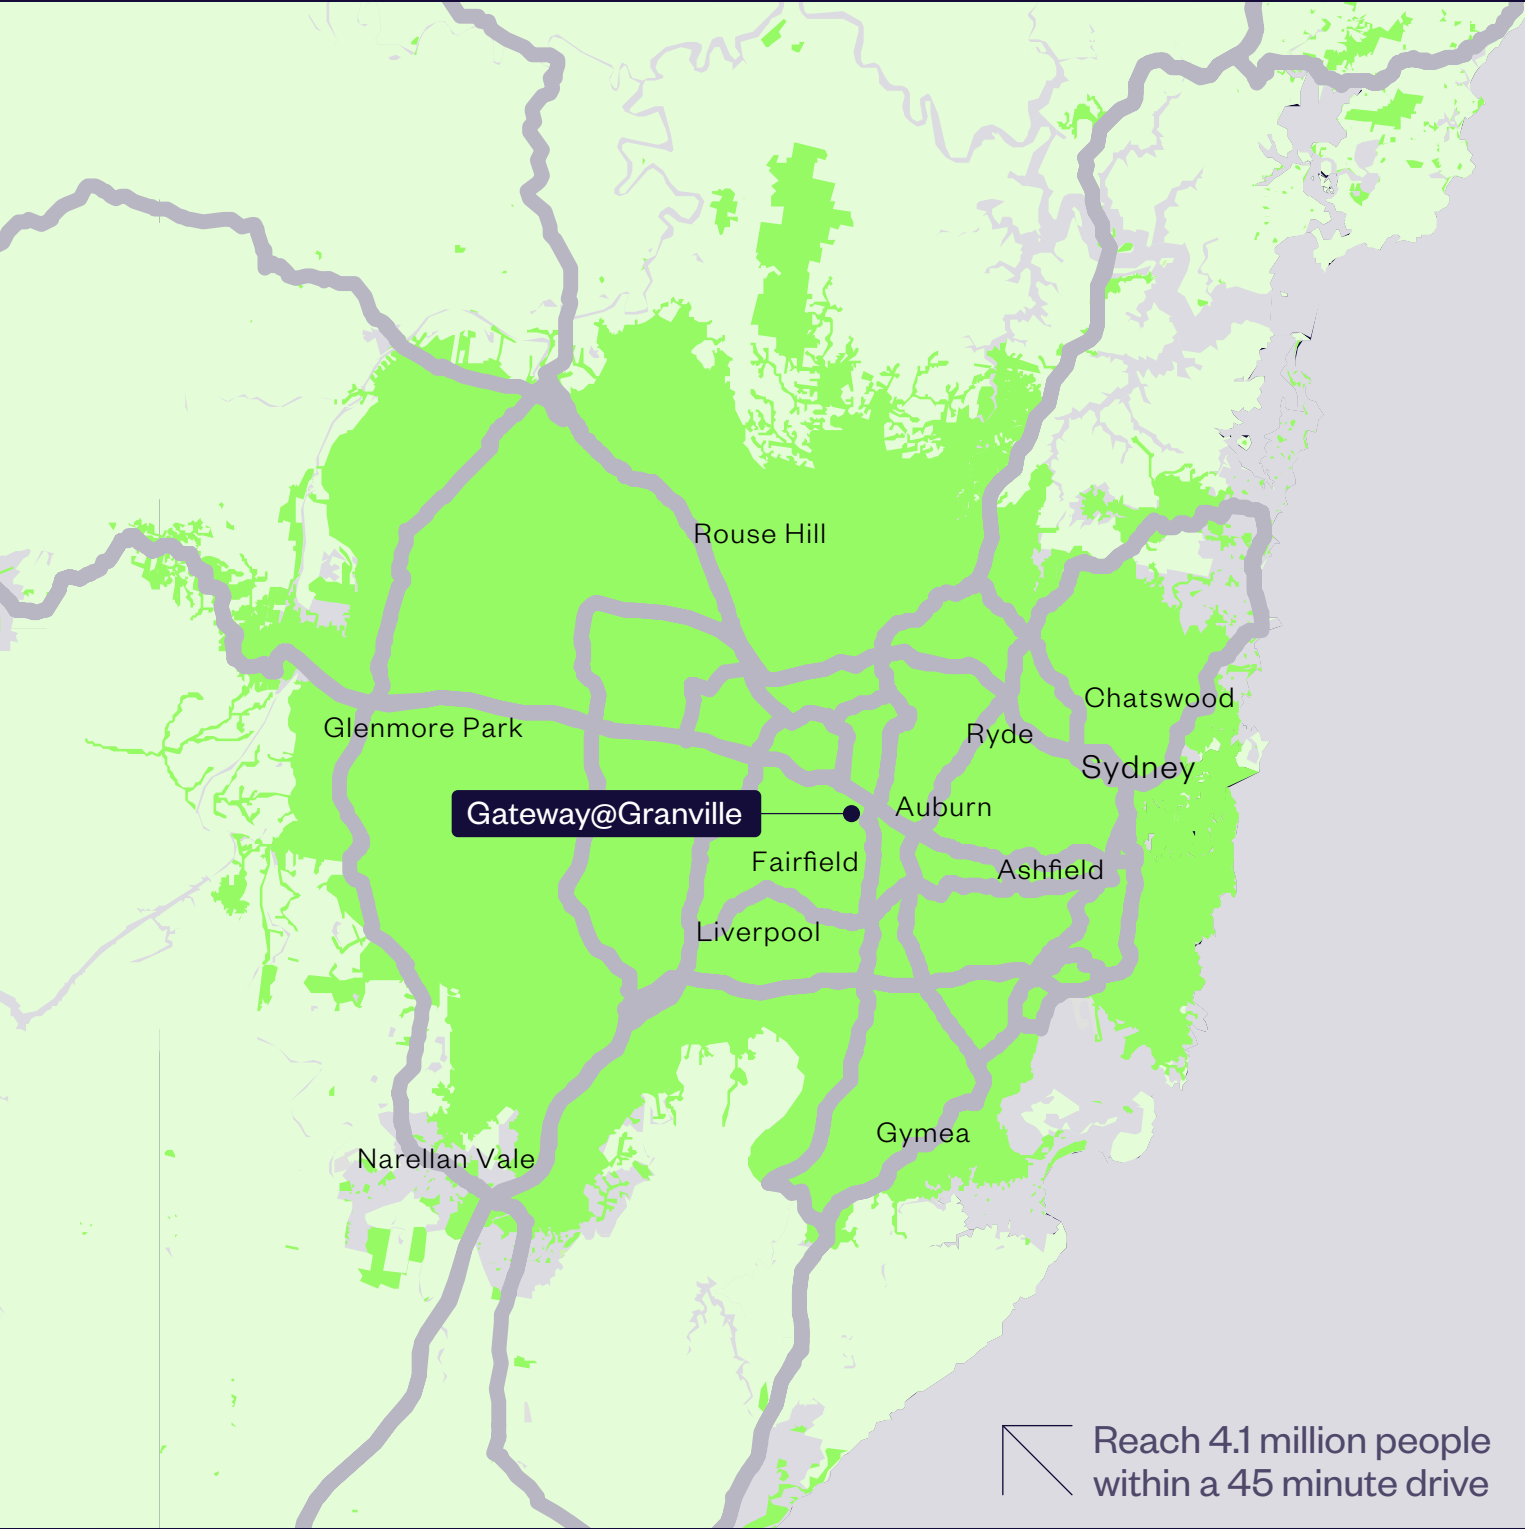 Rouse Hill
Chatswood
Glenmore Park
Ryde
Sydney
Gateway@Granville
Auburn
Fairfield
Ashfield
Liverpool
Gymea
Narellan Vale
Reach 4.1 million people
within a 45 minute drive